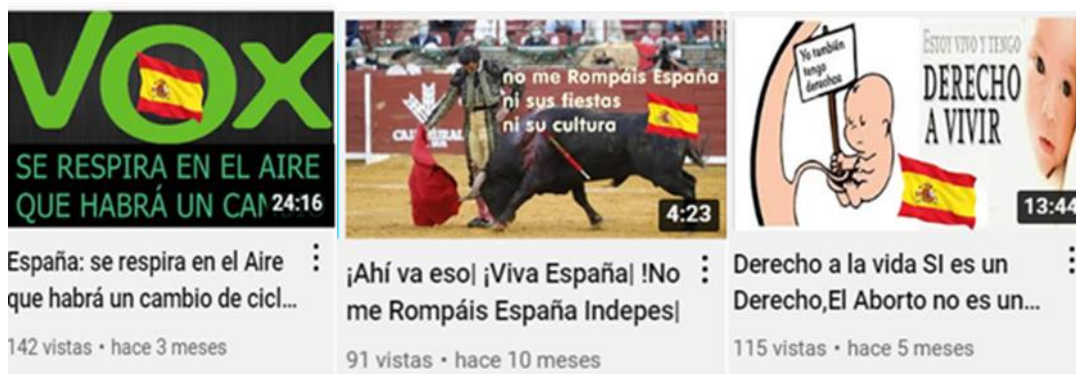 VOX
SE RESPIRA EN EL AIRE
QUE HABRÁ UN
24:16
España: se respira en el Aire
que habrá un cambio de cicl...
142 vistas • hace 3 meses
no me Rompáis España
ni sus fiestas
ni su cultura
4:23
¡Ahí va eso| ¡Viva España| !No
me Rompáis España Indepes|
91 vistas • hace 10 meses
Yo también
tengo
derechos
ESTOY VIVO Y TENGO
DERECHO
A VIVIR
13:44
Derecho a la vida SI es un
Derecho,El Aborto no es un...
115 vistas • hace 5 meses